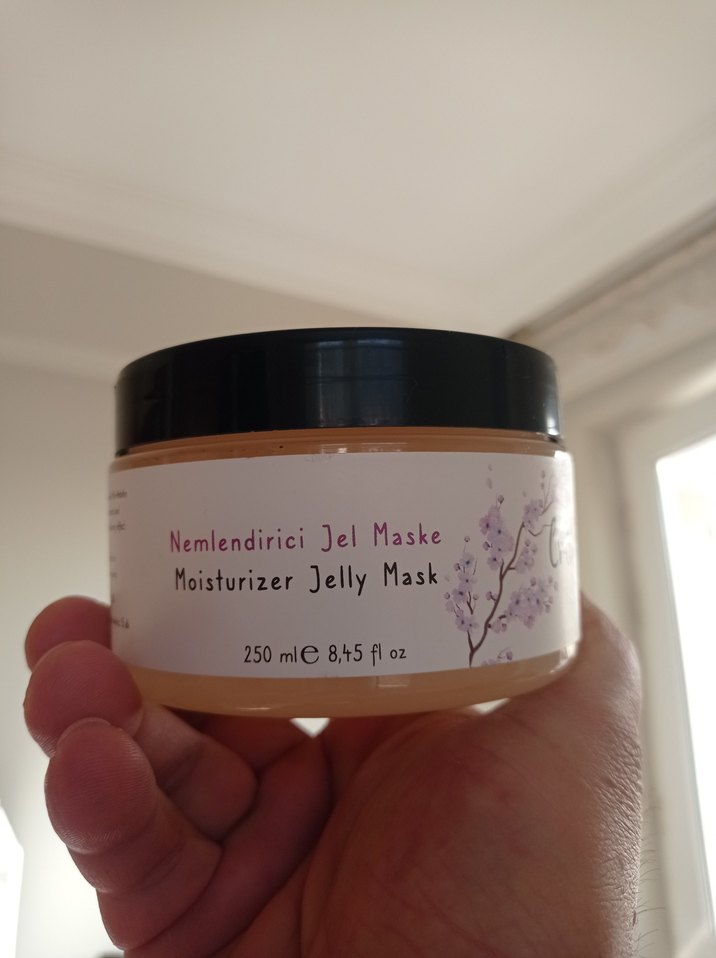 Nemlendirici Jel Maske
Moisturizer Jelly Mask
250 ml e 8,45 fl oz